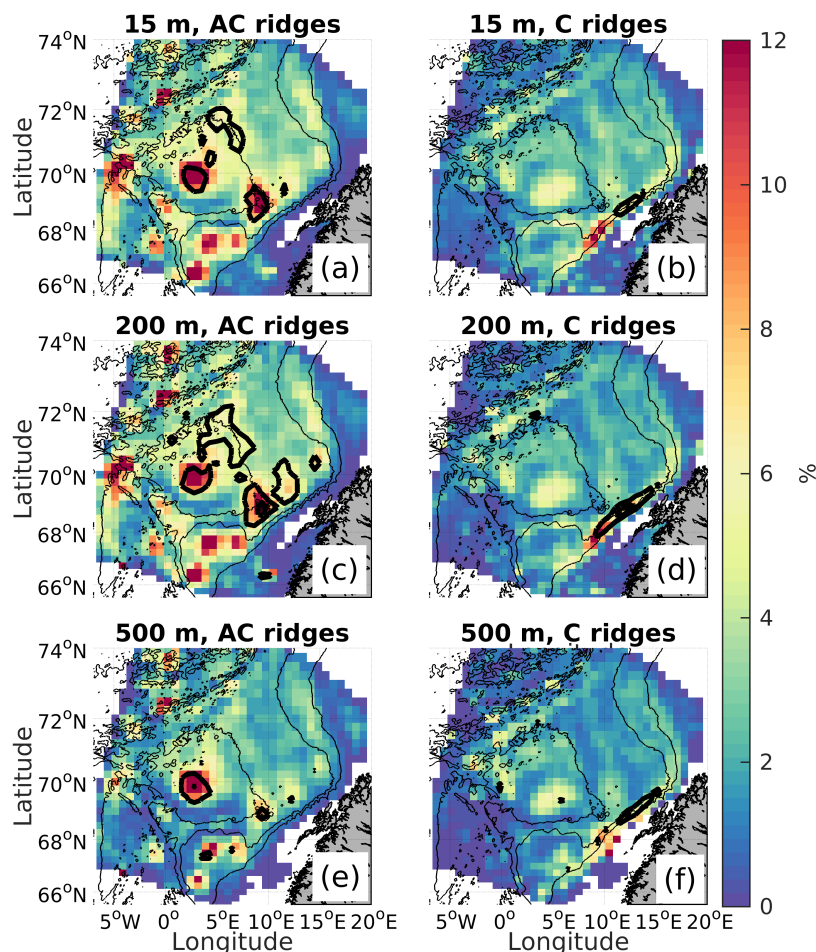 15 m, AC ridges
15 m, C ridges
74°N
72°N
70°N
68°N
66°N
Latitude
(a)
(b)
200 m, AC ridges
200 m, C ridges
74°N
72°N
70°N
68°N
66°N
Latitude
(c)
(d)
500 m, AC ridges
500 m, C ridges
74°N
72°N
70°N
68°N
66°N
Latitude
(e)
(f)
5°W 0° 5°E 10°E 15°E 20°E
5°W 0° 5°E 10°E 15°E 20°E
Longitude
Longitude
12
10
8
6
4
2
0
%